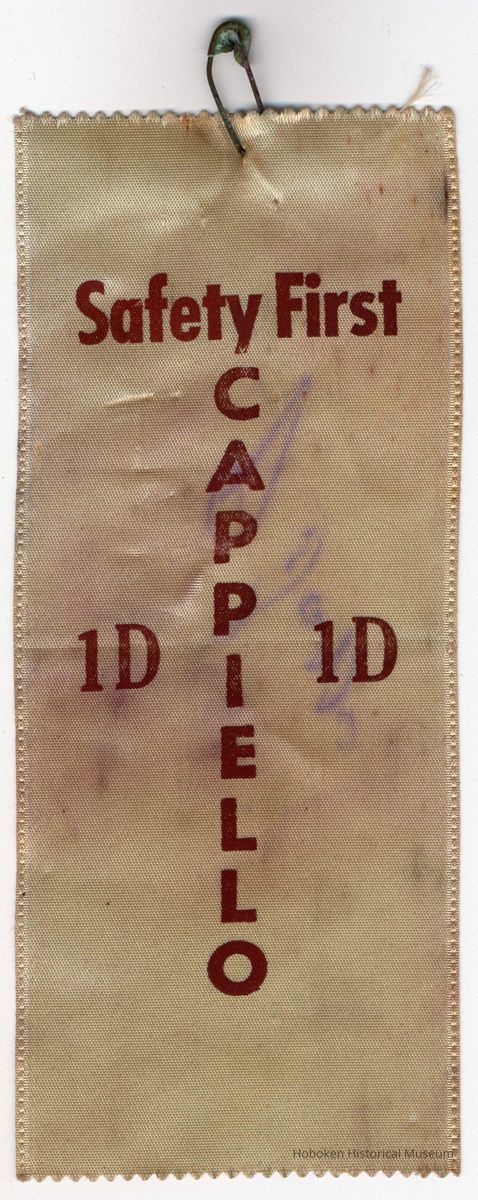 Safety First
CAPPIELLO
1D 1D
Hoboken Historical Museum